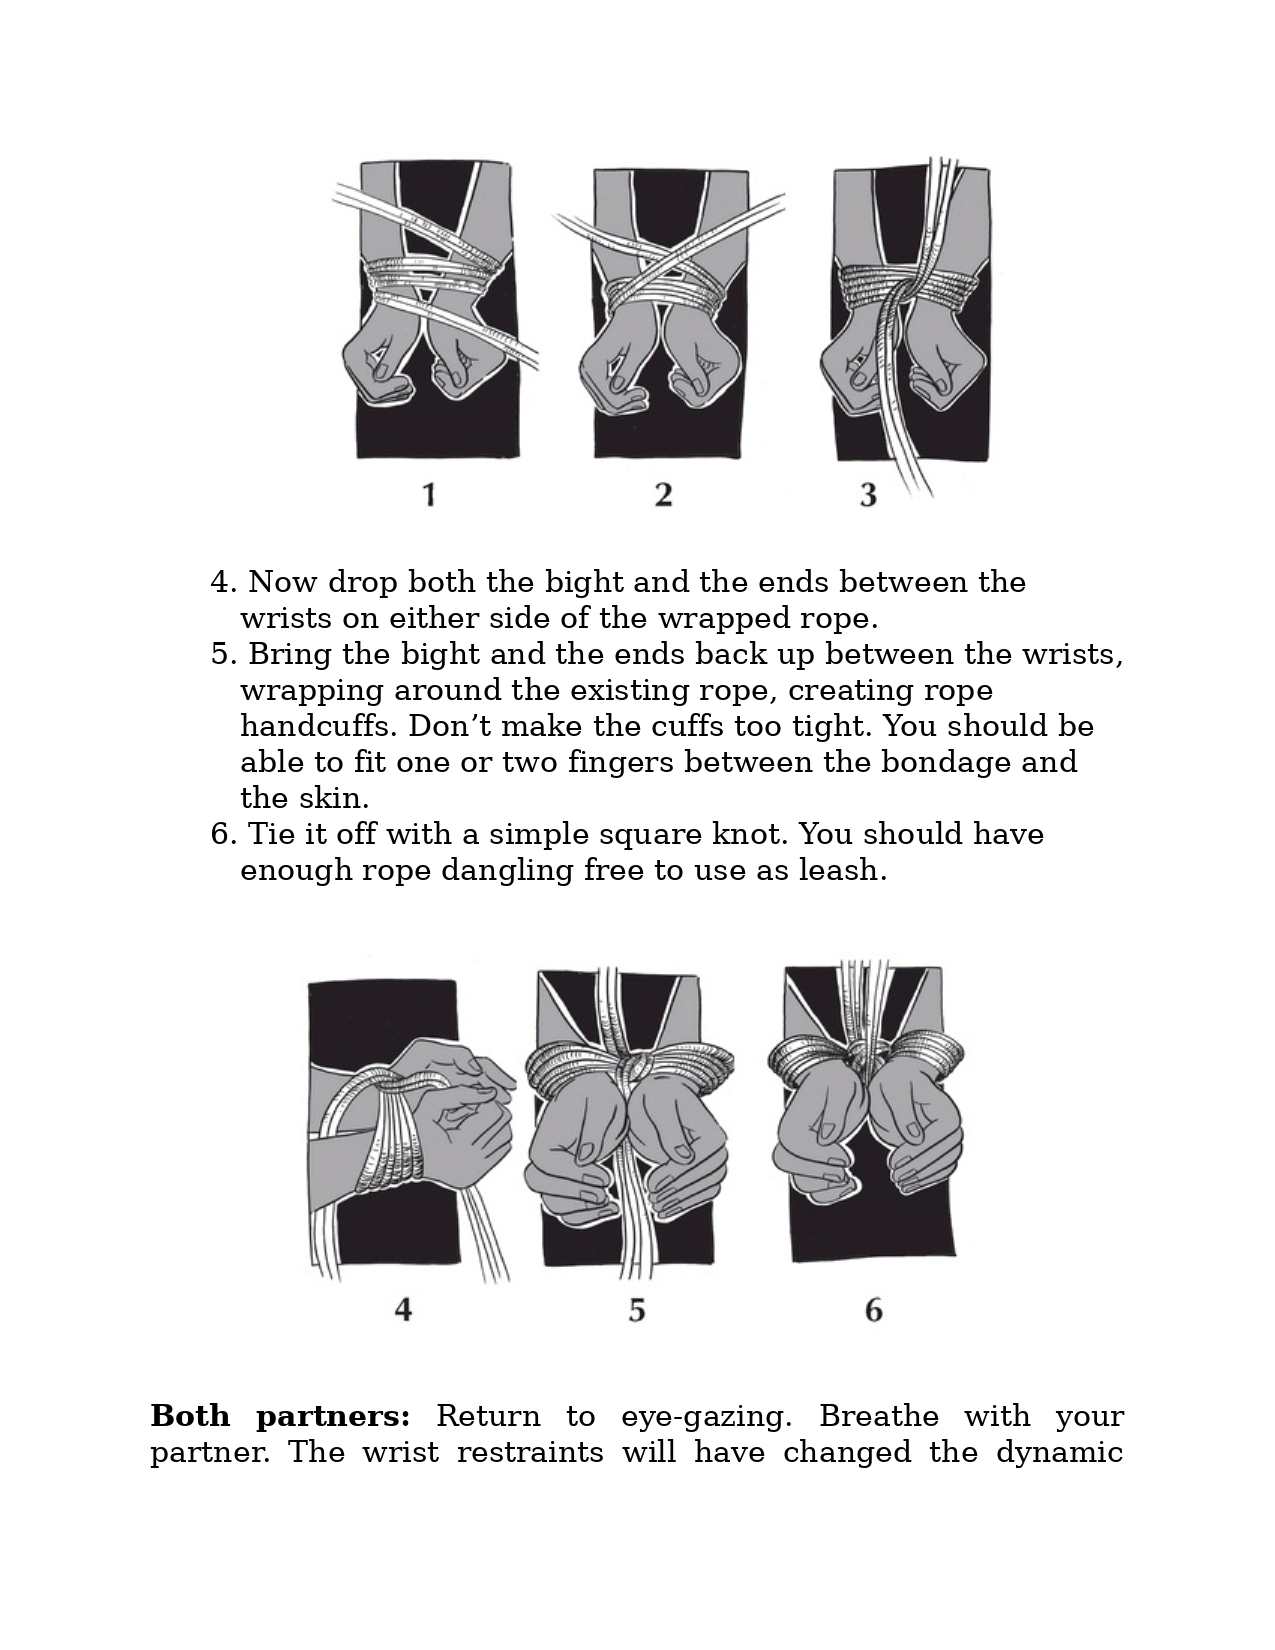 1 2 3
4. Now drop both the bight and the ends between the
wrists on either side of the wrapped rope.
5. Bring the bight and the ends back up between the wrists,
wrapping around the existing rope, creating rope
handcuffs. Don’t make the cuffs too tight. You should be
able to fit one or two fingers between the bondage and
the skin.
6. Tie it off with a simple square knot. You should have
enough rope dangling free to use as leash.
4 5 6
Both partners: Return to eye-gazing. Breathe with your
partner. The wrist restraints will have changed the dynamic